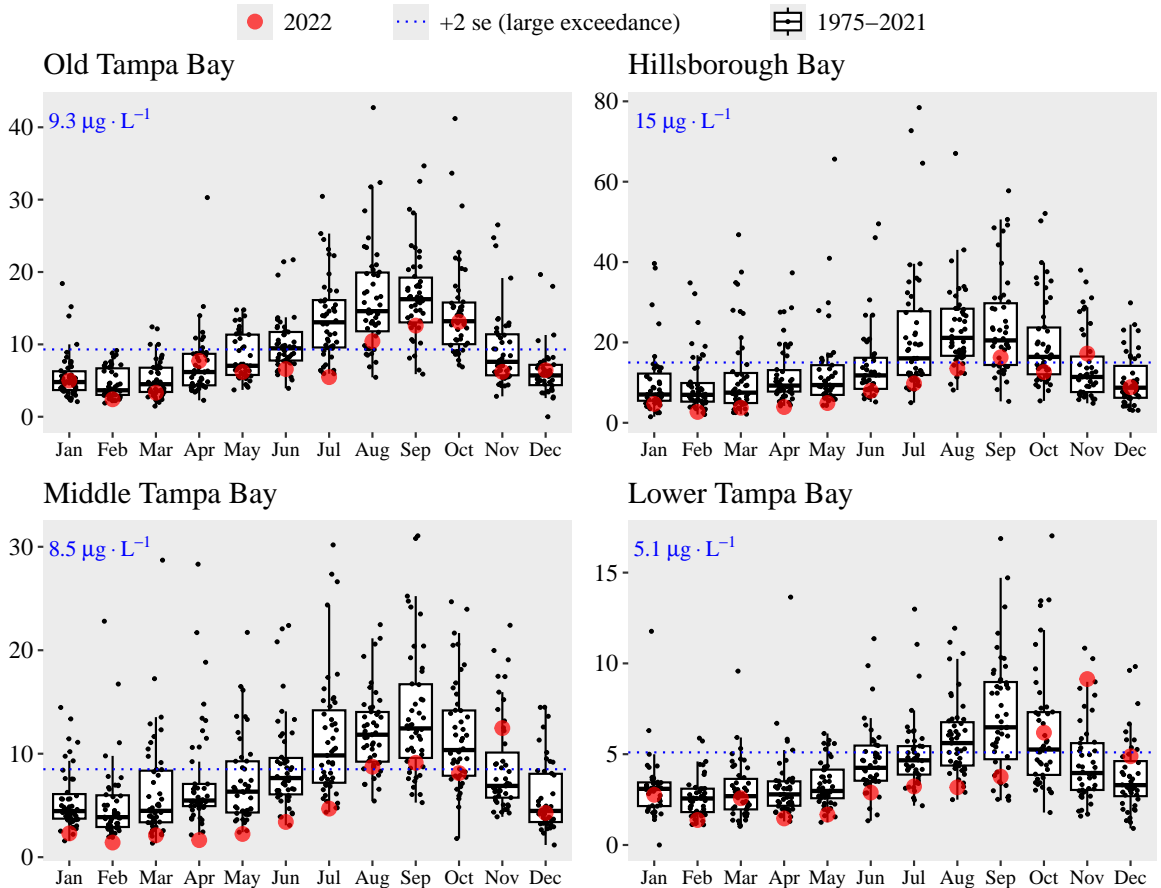 2022 +2 se (large exceedance) 1975−2021
Old Tampa Bay
9.3 μg ⋅ L−1
40
30
20
10
0
Jan Feb Mar Apr May Jun Jul Aug Sep Oct Nov Dec
Hillsborough Bay
15 μg ⋅ L−1
80
60
40
20
0
Jan Feb Mar Apr May Jun Jul Aug Sep Oct Nov Dec
Middle Tampa Bay
8.5 μg ⋅ L−1
30
20
10
0
Jan Feb Mar Apr May Jun Jul Aug Sep Oct Nov Dec
Lower Tampa Bay
5.1 μg ⋅ L−1
15
10
5
0
Jan Feb Mar Apr May Jun Jul Aug Sep Oct Nov Dec